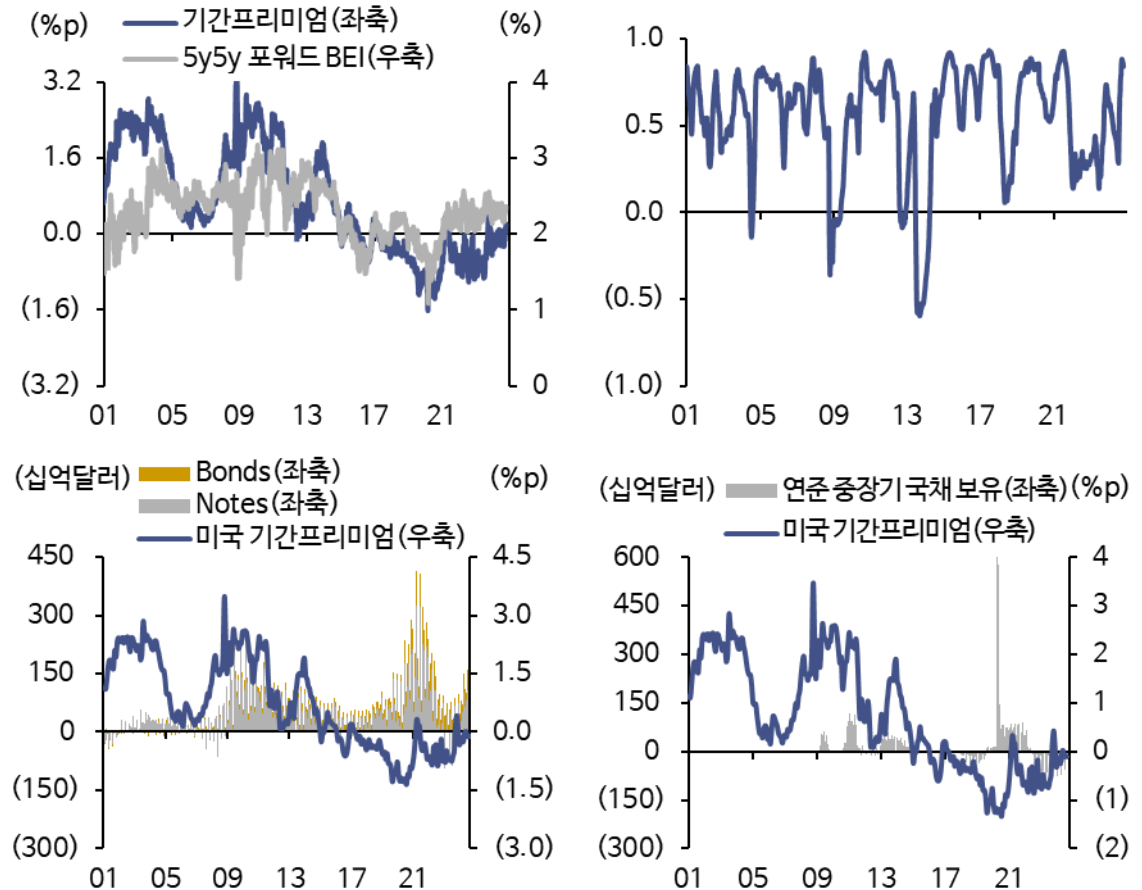 (%p)
기간프리미엄(좌축)
5y5y 포워드 BEI(우축)
(%)
3.2
1.6
0.0
(1.6)
(3.2)
4
3
2
1
0
01 05 09 13 17 21
1.0
0.5
0.0
(0.5)
(1.0)
01 05 09 13 17 21
(십억달러)
Bonds(좌축)
Notes(좌축)
미국 기간프리미엄(우축)
(%p)
450
300
150
0
(150)
(300)
4.5
3.0
1.5
0.0
(1.5)
(3.0)
01 05 09 13 17 21
(십억달러)
연준 중장기 국채 보유(좌축)
미국 기간프리미엄(우축)
(%p)
600
450
300
150
0
(150)
(300)
4
3
2
1
0
(1)
(2)
01 05 09 13 17 21